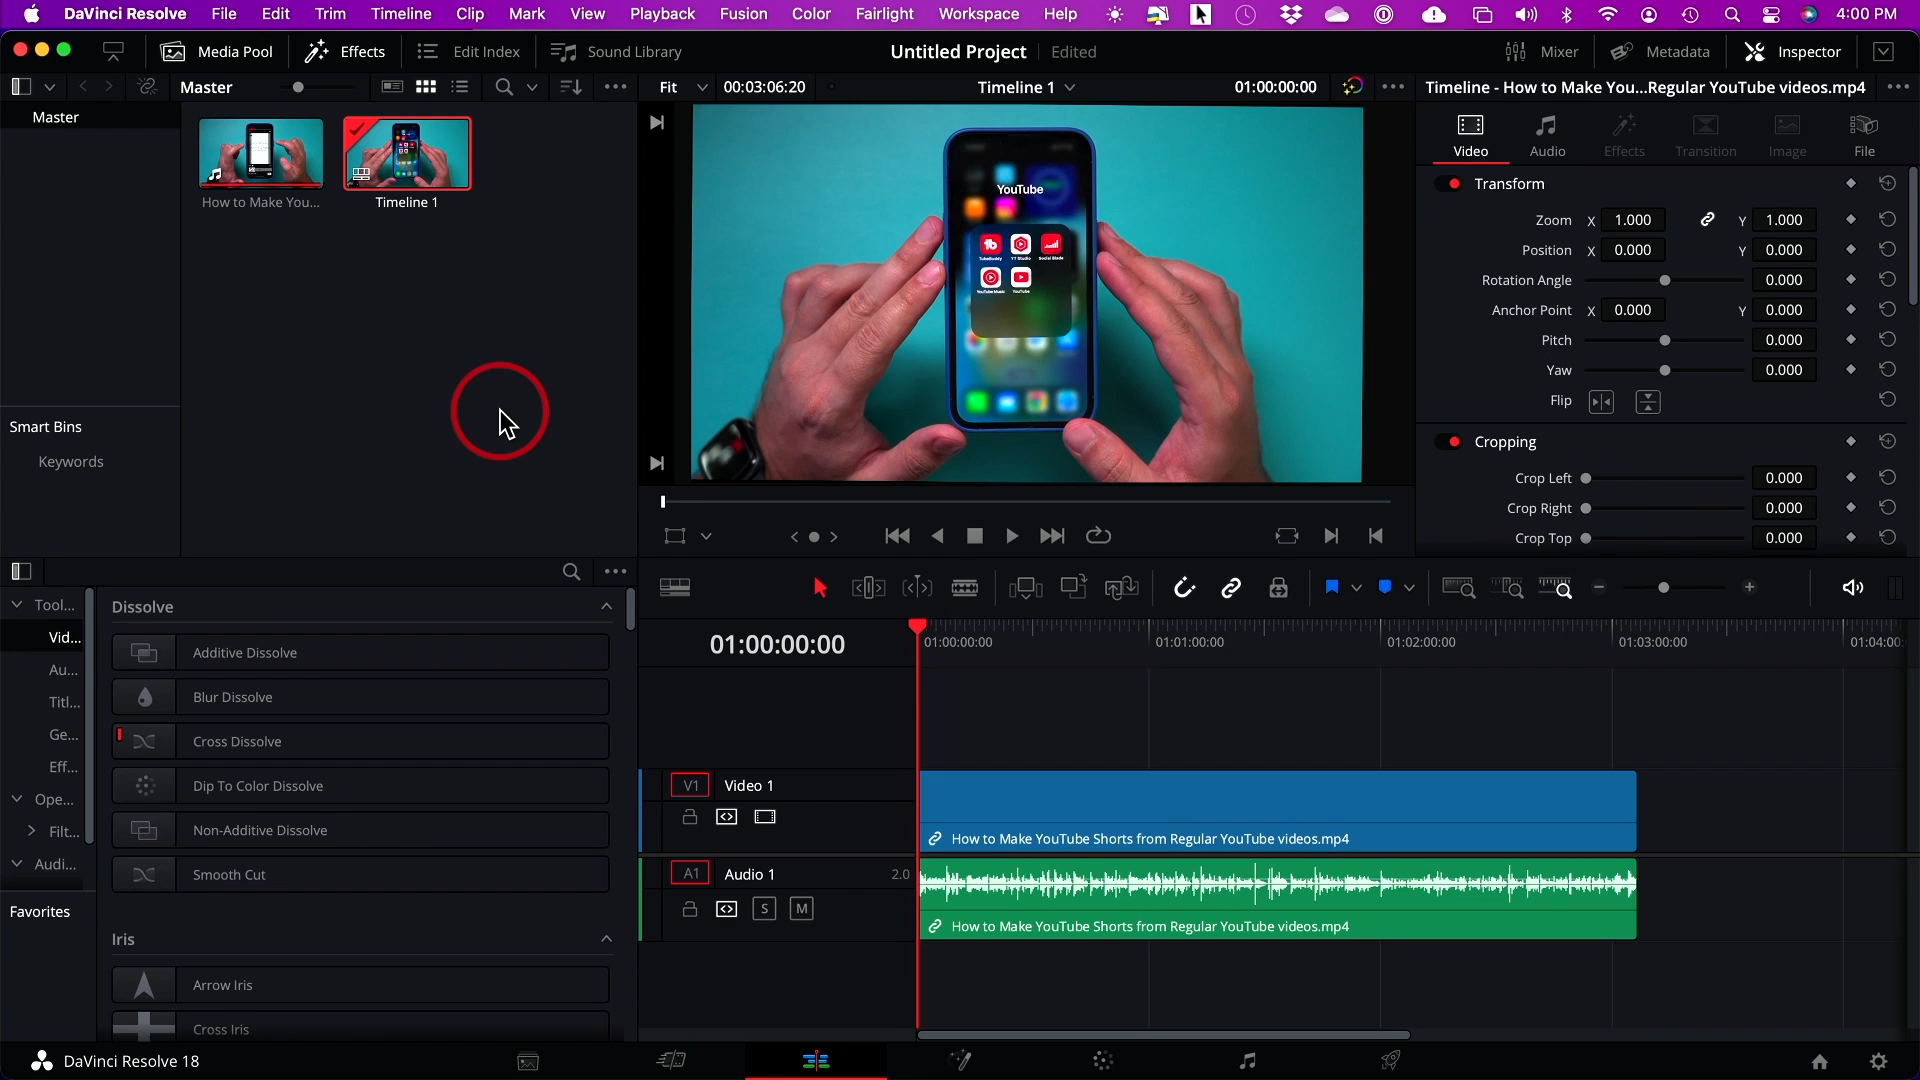 DaVinci Resolve File Edit Trim Timeline Clip Mark View Playback Fusion Color Fairlight Workspace Help 4:00 PM
Media Pool Effects Edit Index Sound Library Untitled Project Edited Mixer Metadata Inspector
Master Fit 00:03:06:20 Timeline 1 01:00:00:00 Timeline - How to Make You...Regular YouTube videos.mp4
Master
Video Audio Effects Transition Image File
How to Make You... Timeline 1
YouTube
TubeBuddy YT Studio Social Blade
YouTube Music YouTube
Transform
Zoom X 1.000 Y 1.000
Position X 0.000 Y 0.000
Rotation Angle 0.000
Anchor Point X 0.000 Y 0.000
Pitch 0.000
Yaw 0.000
Flip
Cropping
Crop Left 0.000
Crop Right 0.000
Crop Top 0.000
Smart Bins
Keywords
Tool...
Vid...
Au...
Titl...
Ge...
Eff...
Ope...
Filt...
Audi...
Favorites
Dissolve
Additive Dissolve
Blur Dissolve
Cross Dissolve
Dip To Color Dissolve
Non-Additive Dissolve
Smooth Cut
Iris
Arrow Iris
Cross Iris
01:00:00:00 01:00:00:00 01:01:00:00 01:02:00:00 01:03:00:00 01:04:00:
V1 Video 1
How to Make YouTube Shorts from Regular YouTube videos.mp4
A1 Audio 1 2.0
S M
How to Make YouTube Shorts from Regular YouTube videos.mp4
DaVinci Resolve 18